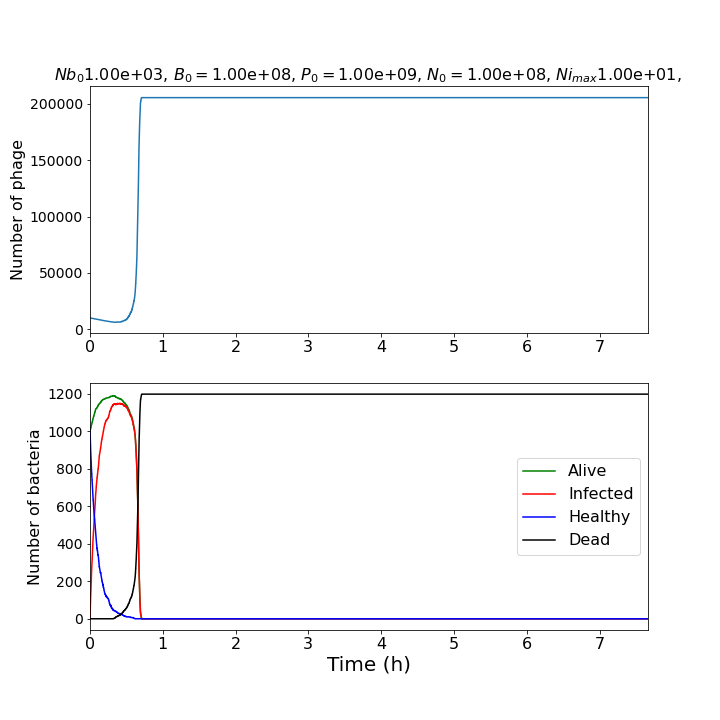 Nb₀1.00e+03, B₀ = 1.00e+08, P₀ = 1.00e+09, N₀ = 1.00e+08, Niₘₐₓ1.00e+01,
Number of phage
200000
150000
100000
50000
0
0 1 2 3 4 5 6 7
Number of bacteria
1200
1000
800
600
400
200
0
Alive
Infected
Healthy
Dead
0 1 2 3 4 5 6 7
Time (h)